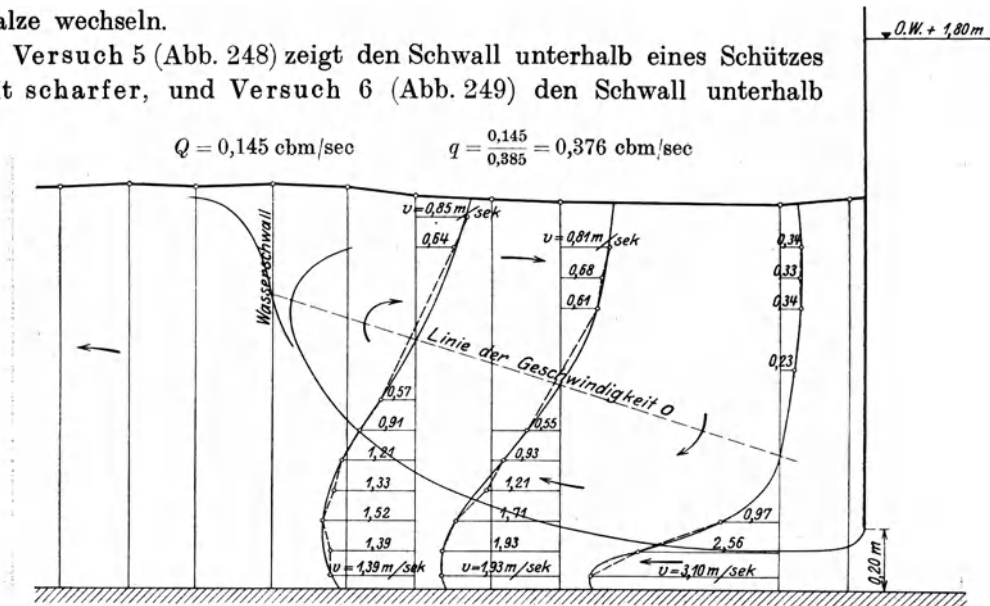 alze wechseln.
O.W. + 1,80 m
Versuch 5 (Abb. 248) zeigt den Schwall unterhalb eines Schützes
t scharfer, und Versuch 6 (Abb. 249) den Schwall unterhalb
Q = 0,145 cbm/sec q = 0,145/0,385 = 0,376 cbm/sec
v = 0,85 m/sek
0,64
v = 0,81 m/sek
0,68
0,61
0,34
0,33
0,34
0,23
Wasserschwall
Linie der Geschwindigkeit 0
0,57
0,91
1,21
1,33
1,52
1,39
v = 1,39 m/sek
0,55
0,93
1,21
1,71
1,93
v = 1,93 m/sek
0,97
2,56
v = 3,10 m/sek
0,20 m